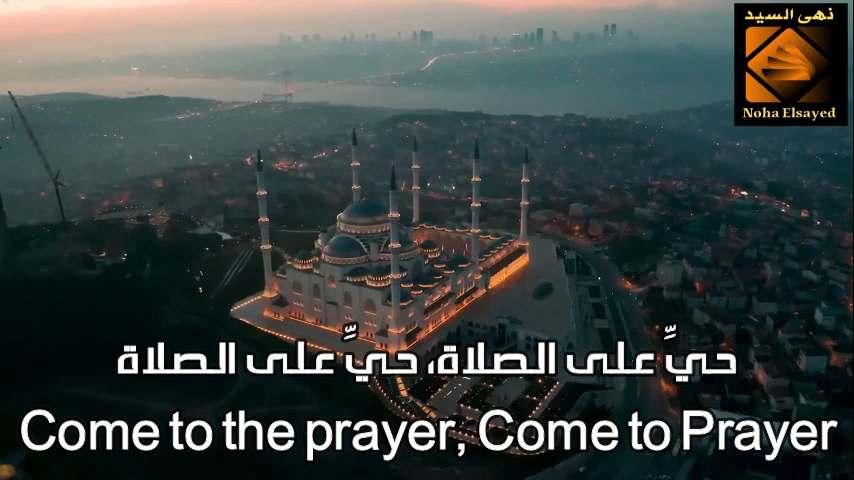 نهى السيد
Noha Elsayed
حيِّ على الصلاة، حيِّ على الصلاة
Come to the prayer, Come to Prayer